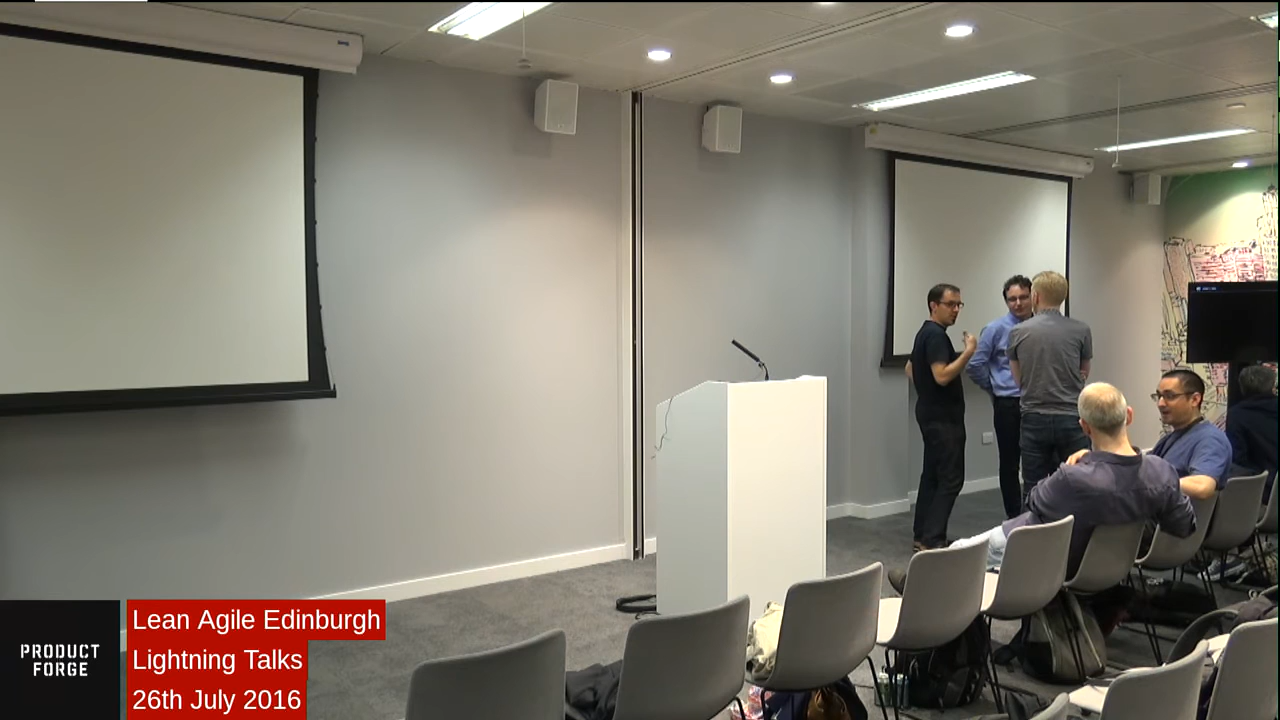 PRODUCT
FORGE
Lean Agile Edinburgh
Lightning Talks
26th July 2016